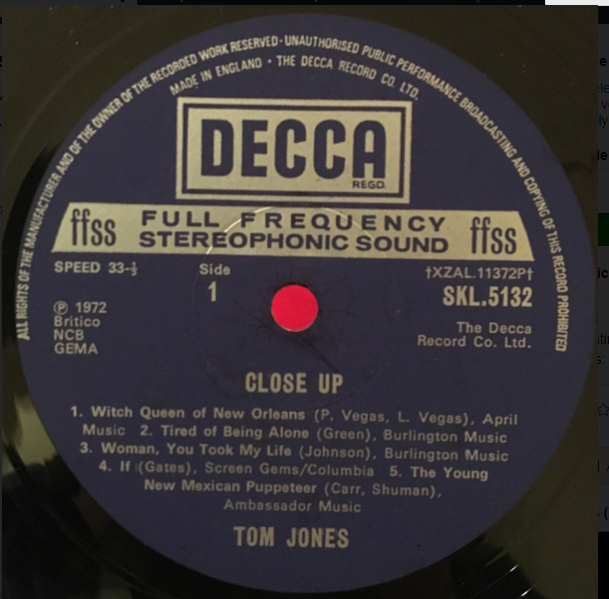 ALL RIGHTS OF THE MANUFACTURER AND OF THE OWNER OF THE RECORDED WORK RESERVED · UNAUTHORISED PUBLIC PERFORMANCE BROADCASTING AND COPYING OF THIS RECORD PROHIBITED
MADE IN ENGLAND · THE DECCA RECORD CO. LTD.
DECCA
REGD.
ffss FULL FREQUENCY STEREOPHONIC SOUND ffss
SPEED 33-⅓
Side
1
†XZAL.11372P†
SKL.5132
Ⓟ 1972
Britico
NCB
GEMA
The Decca
Record Co. Ltd.
CLOSE UP
1. Witch Queen of New Orleans (P. Vegas, L. Vegas), April
Music 2. Tired of Being Alone (Green), Burlington Music
3. Woman, You Took My Life (Johnson), Burlington Music
4. If (Gates), Screen Gems/Columbia 5. The Young
New Mexican Puppeteer (Carr, Shuman),
Ambassador Music
TOM JONES